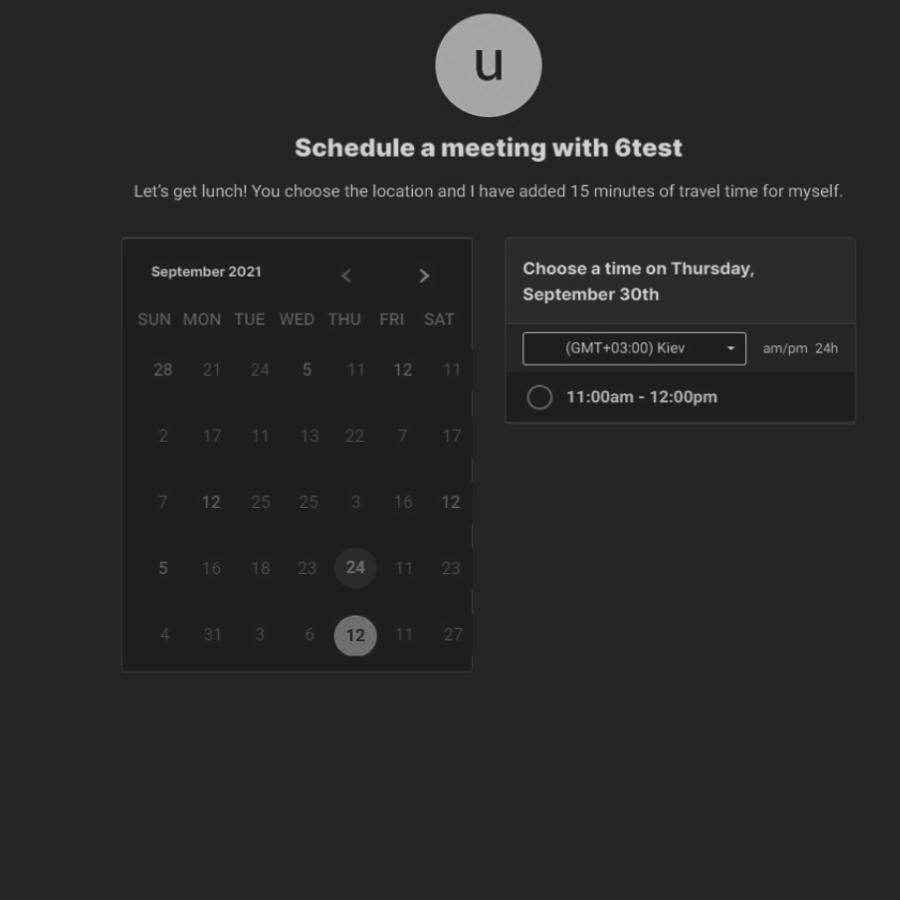 u
Schedule a meeting with 6test
Let's get lunch! You choose the location and I have added 15 minutes of travel time for myself.
September 2021
SUN MON TUE WED THU FRI SAT
28 21 24 5 11 12 11
2 17 11 13 22 7 17
7 12 25 25 3 16 12
5 16 18 23 24 11 23
4 31 3 6 12 11 27
Choose a time on Thursday,
September 30th
(GMT+03:00) Kiev am/pm 24h
11:00am - 12:00pm